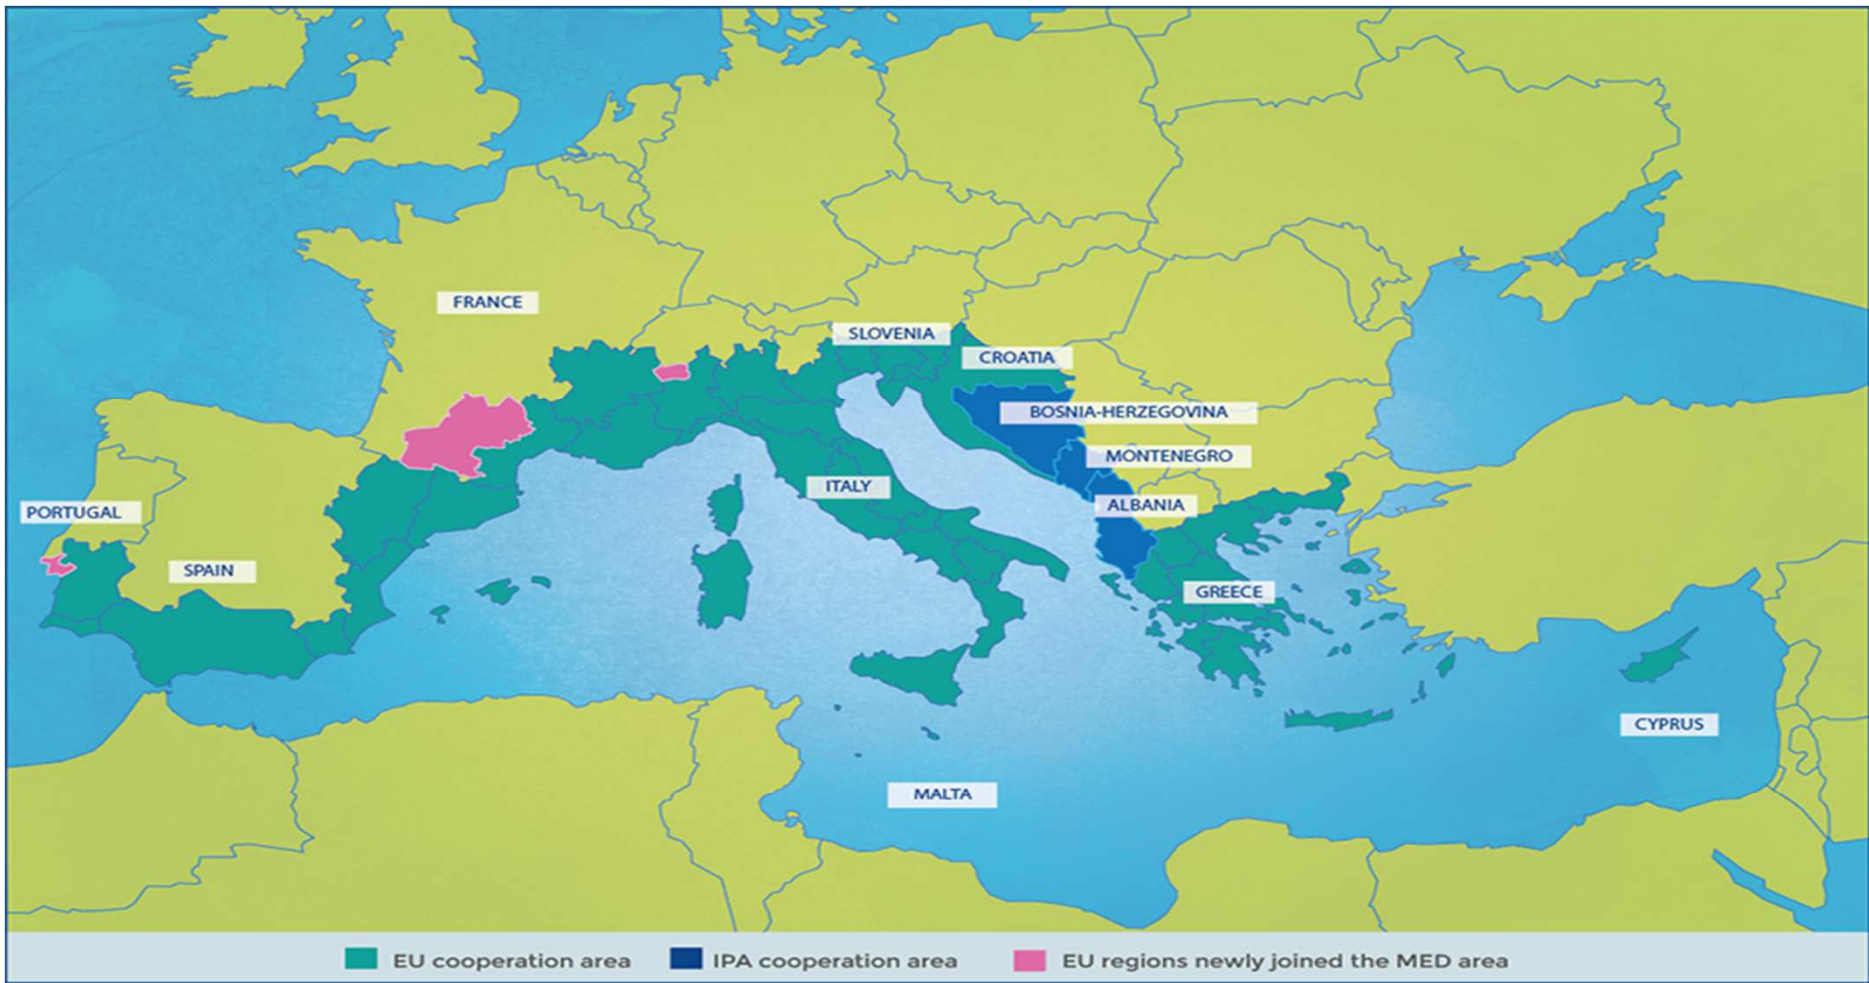 FRANCE
SLOVENIA
CROATIA
BOSNIA-HERZEGOVINA
MONTENEGRO
ITALY
ALBANIA
PORTUGAL
SPAIN
GREECE
CYPRUS
MALTA
EU cooperation area
IPA cooperation area
EU regions newly joined the MED area